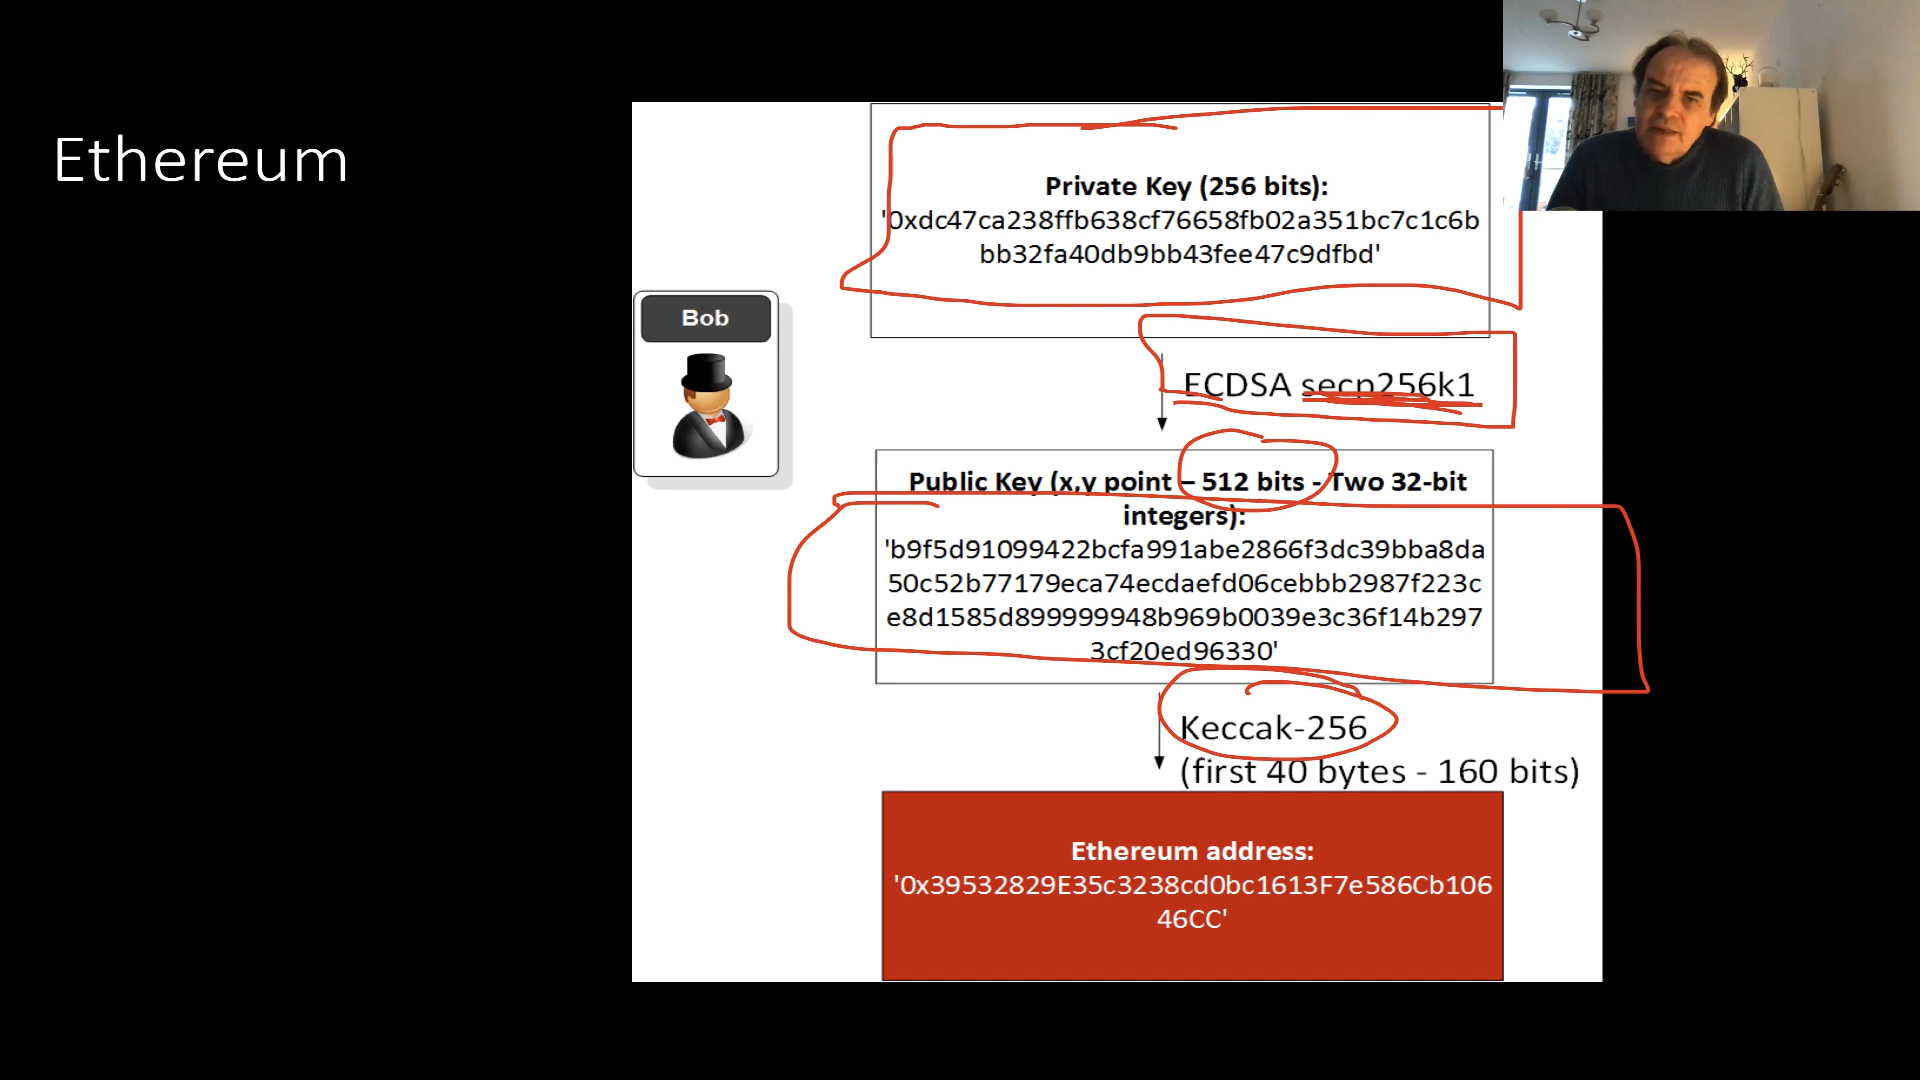 Ethereum
Private Key (256 bits):
'0xdc47ca238ffb638cf76658fb02a351bc7c1c6b
bb32fa40db9bb43fee47c9dfbd'
Bob
ECDSA secp256k1
Public Key (x,y point – 512 bits - Two 32-bit
integers):
'b9f5d91099422bcfa991abe2866f3dc39bba8da
50c52b77179eca74ecdaefd06cebbb2987f223c
e8d1585d899999948b969b0039e3c36f14b297
3cf20ed96330'
Keccak-256
(first 40 bytes - 160 bits)
Ethereum address:
'0x39532829E35c3238cd0bc1613F7e586Cb106
46CC'